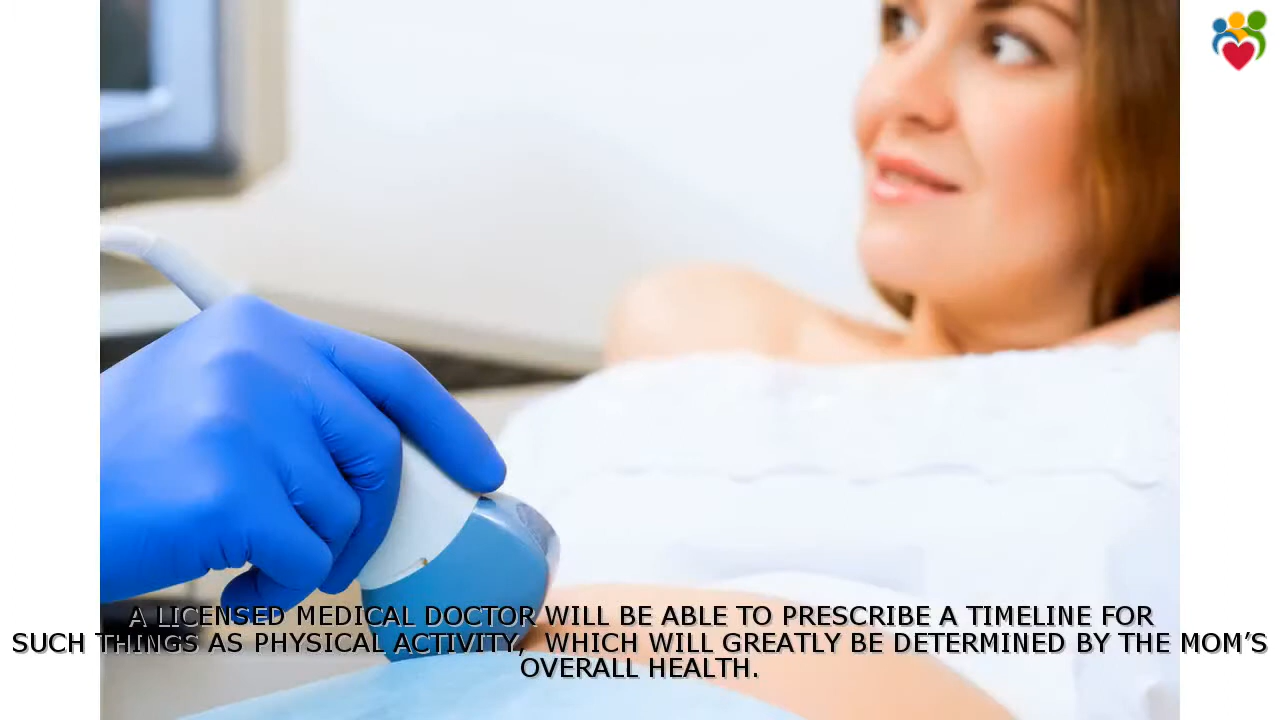 A LICENSED MEDICAL DOCTOR WILL BE ABLE TO PRESCRIBE A TIMELINE FOR
SUCH THINGS AS PHYSICAL ACTIVITY,  WHICH WILL GREATLY BE DETERMINED BY THE MOM’S
OVERALL HEALTH.